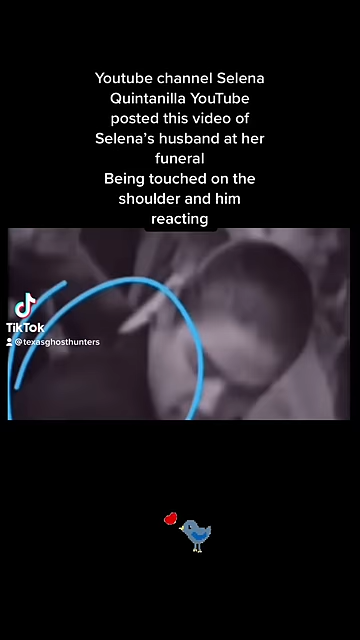 Youtube channel Selena
Quintanilla YouTube
posted this video of
Selena’s husband at her
funeral
Being touched on the
shoulder and him
reacting
TikTok
@texasghosthunters